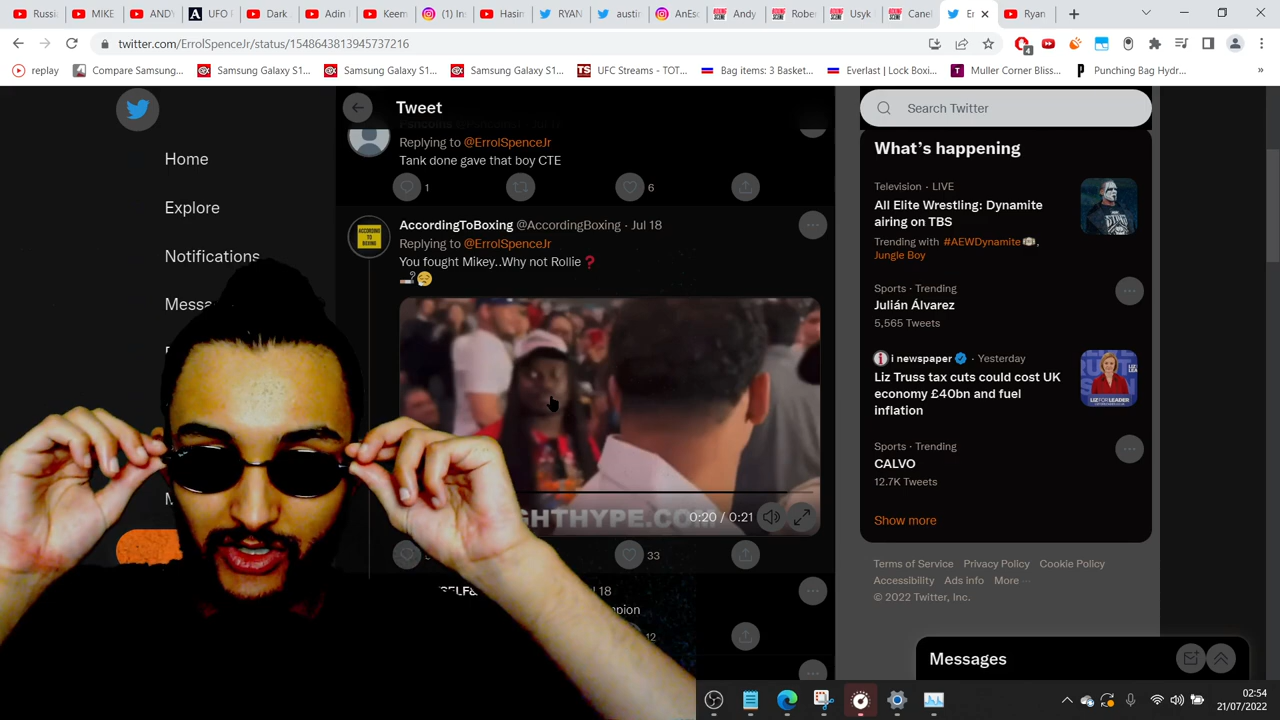 Russi
MIKE
ANDY
UFO F
Dark
Adin
Keem
(1) In
Hasin
RYAN
austin
AnEs
Andy
Rober
Usyk
Canel
Er
Ryan
twitter.com/ErrolSpenceJr/status/1548643813945737216
4
replay
Compare Samsung...
Samsung Galaxy S1...
Samsung Galaxy S1...
Samsung Galaxy S1...
UFC Streams - TOT...
Bag items: 3 Basket...
Everlast | Lock Boxi...
Muller Corner Bliss...
Punching Bag Hydr...
Home
Explore
Notifications
Messa
Tweet
Replying to @ErrolSpenceJr
Tank done gave that boy CTE
1
6
AccordingToBoxing @AccordingBoxing · Jul 18
Replying to @ErrolSpenceJr
You fought Mikey..Why not Rollie❓
ACCORDING TO BOXING
GHTHYPE.CO
0:20 / 0:21
33
18
pion
12
Search Twitter
What's happening
Television · LIVE
All Elite Wrestling: Dynamite
airing on TBS
Trending with #AEWDynamite,
Jungle Boy
Sports · Trending
Julián Álvarez
5,565 Tweets
i newspaper · Yesterday
Liz Truss tax cuts could cost UK
economy £40bn and fuel
inflation
Sports · Trending
CALVO
12.7K Tweets
Show more
Terms of Service Privacy Policy Cookie Policy
Accessibility Ads info More ···
© 2022 Twitter, Inc.
Messages
02:54
21/07/2022